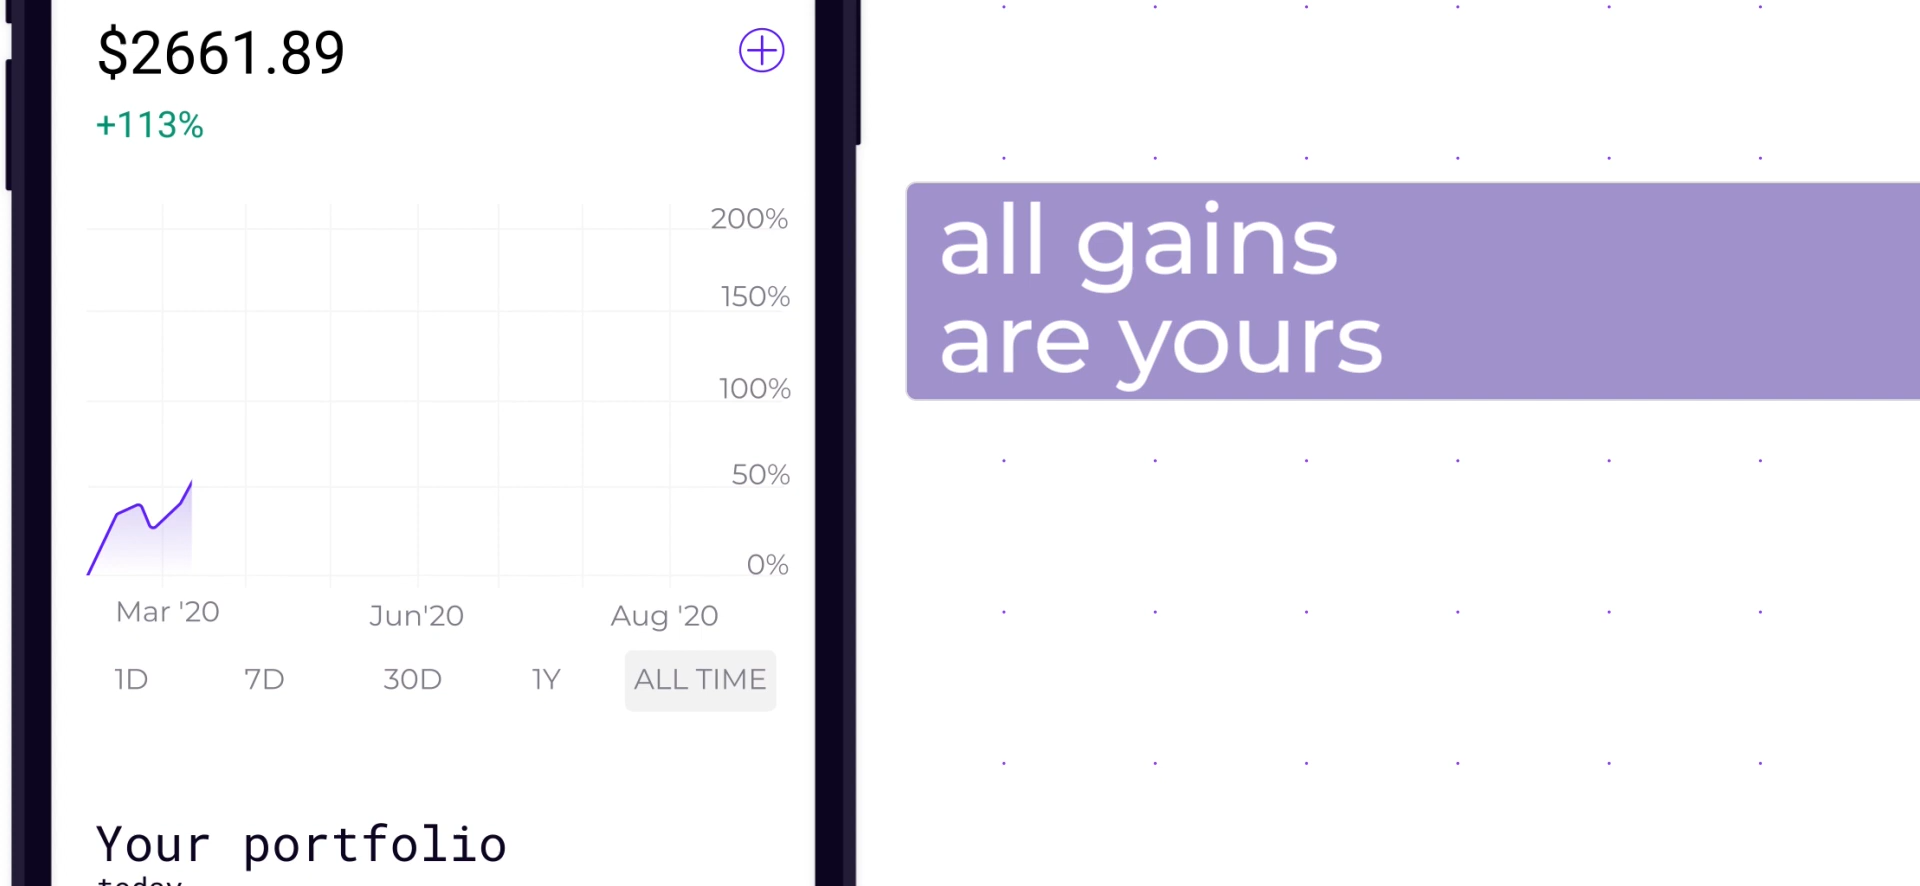 $2661.89
+113%
200%
150%
100%
50%
0%
Mar '20 Jun'20 Aug '20
1D 7D 30D 1Y ALL TIME
Your portfolio
today
all gains
are yours